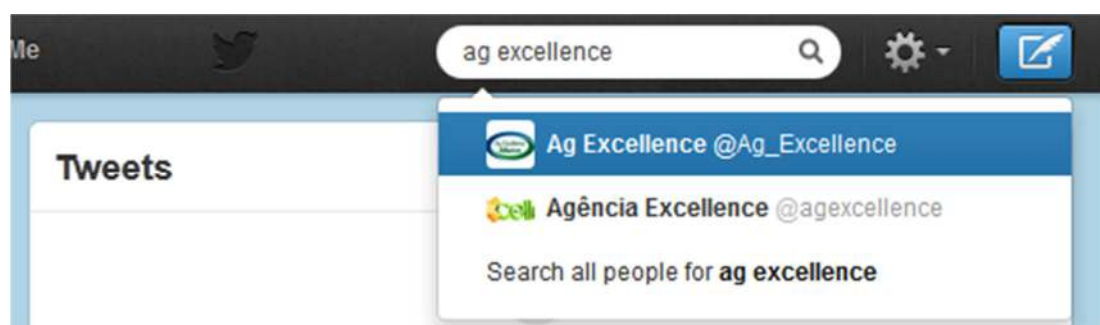 Me
ag excellence
Ag Excellence @Ag_Excellence
Tweets
Agência Excellence @agexcellence
Search all people for ag excellence